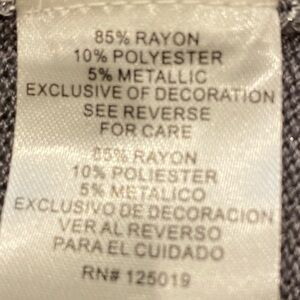 85% RAYON
10% POLYESTER
5% METALLIC
EXCLUSIVE OF DECORATION
SEE REVERSE
FOR CARE
85% RAYON
10% POLIESTER
5% METALICO
EXCLUSIVO DE DECORACION
VER AL REVERSO
PARA EL CUIDADO
RN# 125019